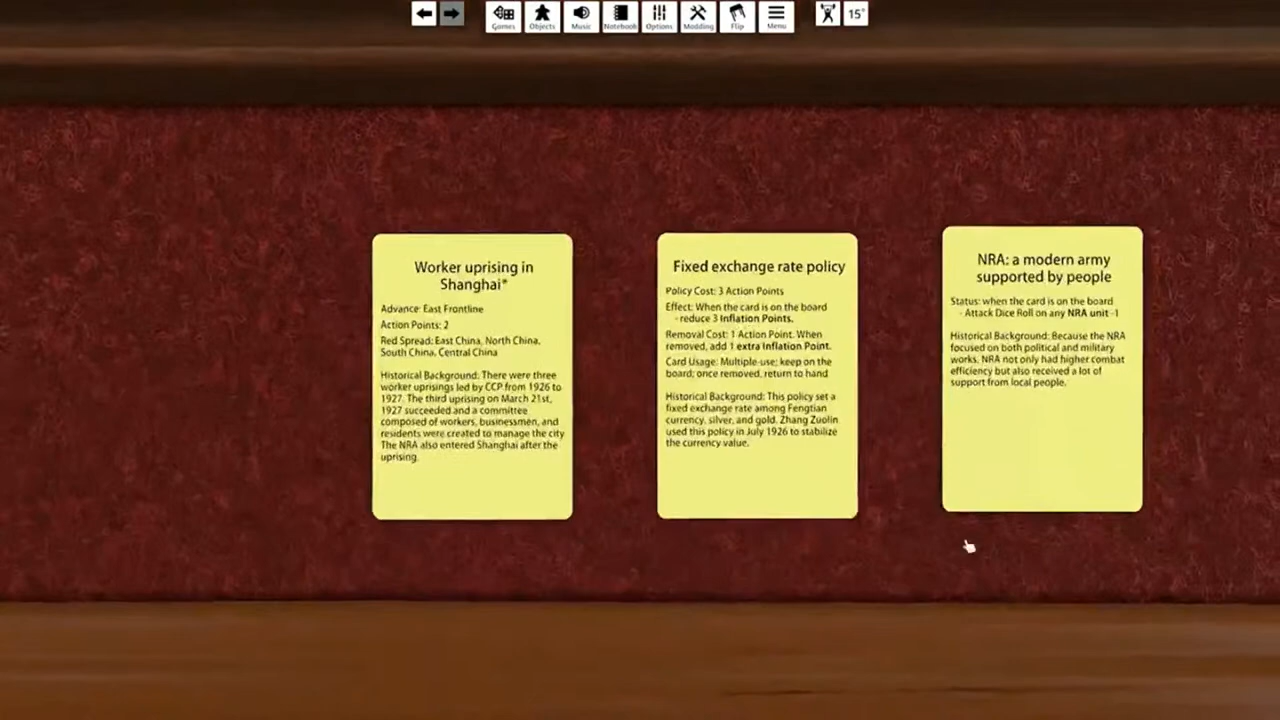 Games
Objects
Music
Notebook
Options
Modding
Flip
Menu
15°
Worker uprising in
Shanghai*
Advance: East Frontline
Action Points: 2
Red Spread: East China, North China,
South China, Central China
Historical Background: There were three
worker uprisings led by CCP from 1926 to
1927. The third uprising on March 21st,
1927 succeeded and a committee
composed of workers, businessmen, and
residents were created to manage the city
The NRA also entered Shanghai after the
uprising.
Fixed exchange rate policy
Policy Cost: 3 Action Points
Effect: When the card is on the board
- reduce 3 Inflation Points.
Removal Cost: 1 Action Point. When
removed, add 1 extra Inflation Point.
Card Usage: Multiple-use; keep on the
board; once removed, return to hand
Historical Background: This policy set a
fixed exchange rate among Fengtian
currency, silver, and gold. Zhang Zuolin
used this policy in July 1926 to stabilize
the currency value.
NRA: a modern army
supported by people
Status: when the card is on the board
- Attack Dice Roll on any NRA unit -1
Historical Background: Because the NRA
focused on both political and military
works, NRA not only had higher combat
efficiency but also received a lot of
support from local people.